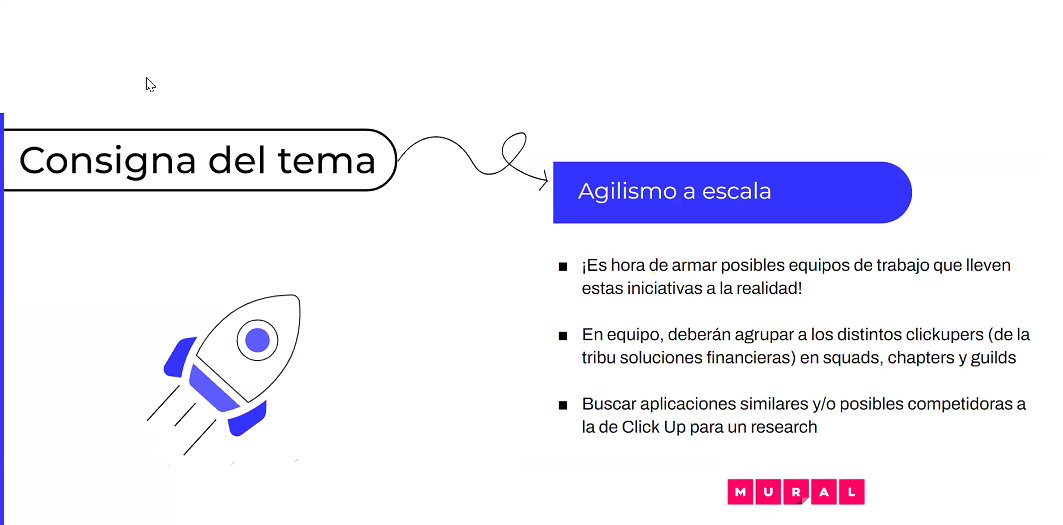 Consigna del tema
Agilismo a escala
¡Es hora de armar posibles equipos de trabajo que lleven
estas iniciativas a la realidad!
En equipo, deberán agrupar a los distintos clickupers (de la
tribu soluciones financieras) en squads, chapters y guilds
Buscar aplicaciones similares y/o posibles competidoras a
la de Click Up para un research
MURAL